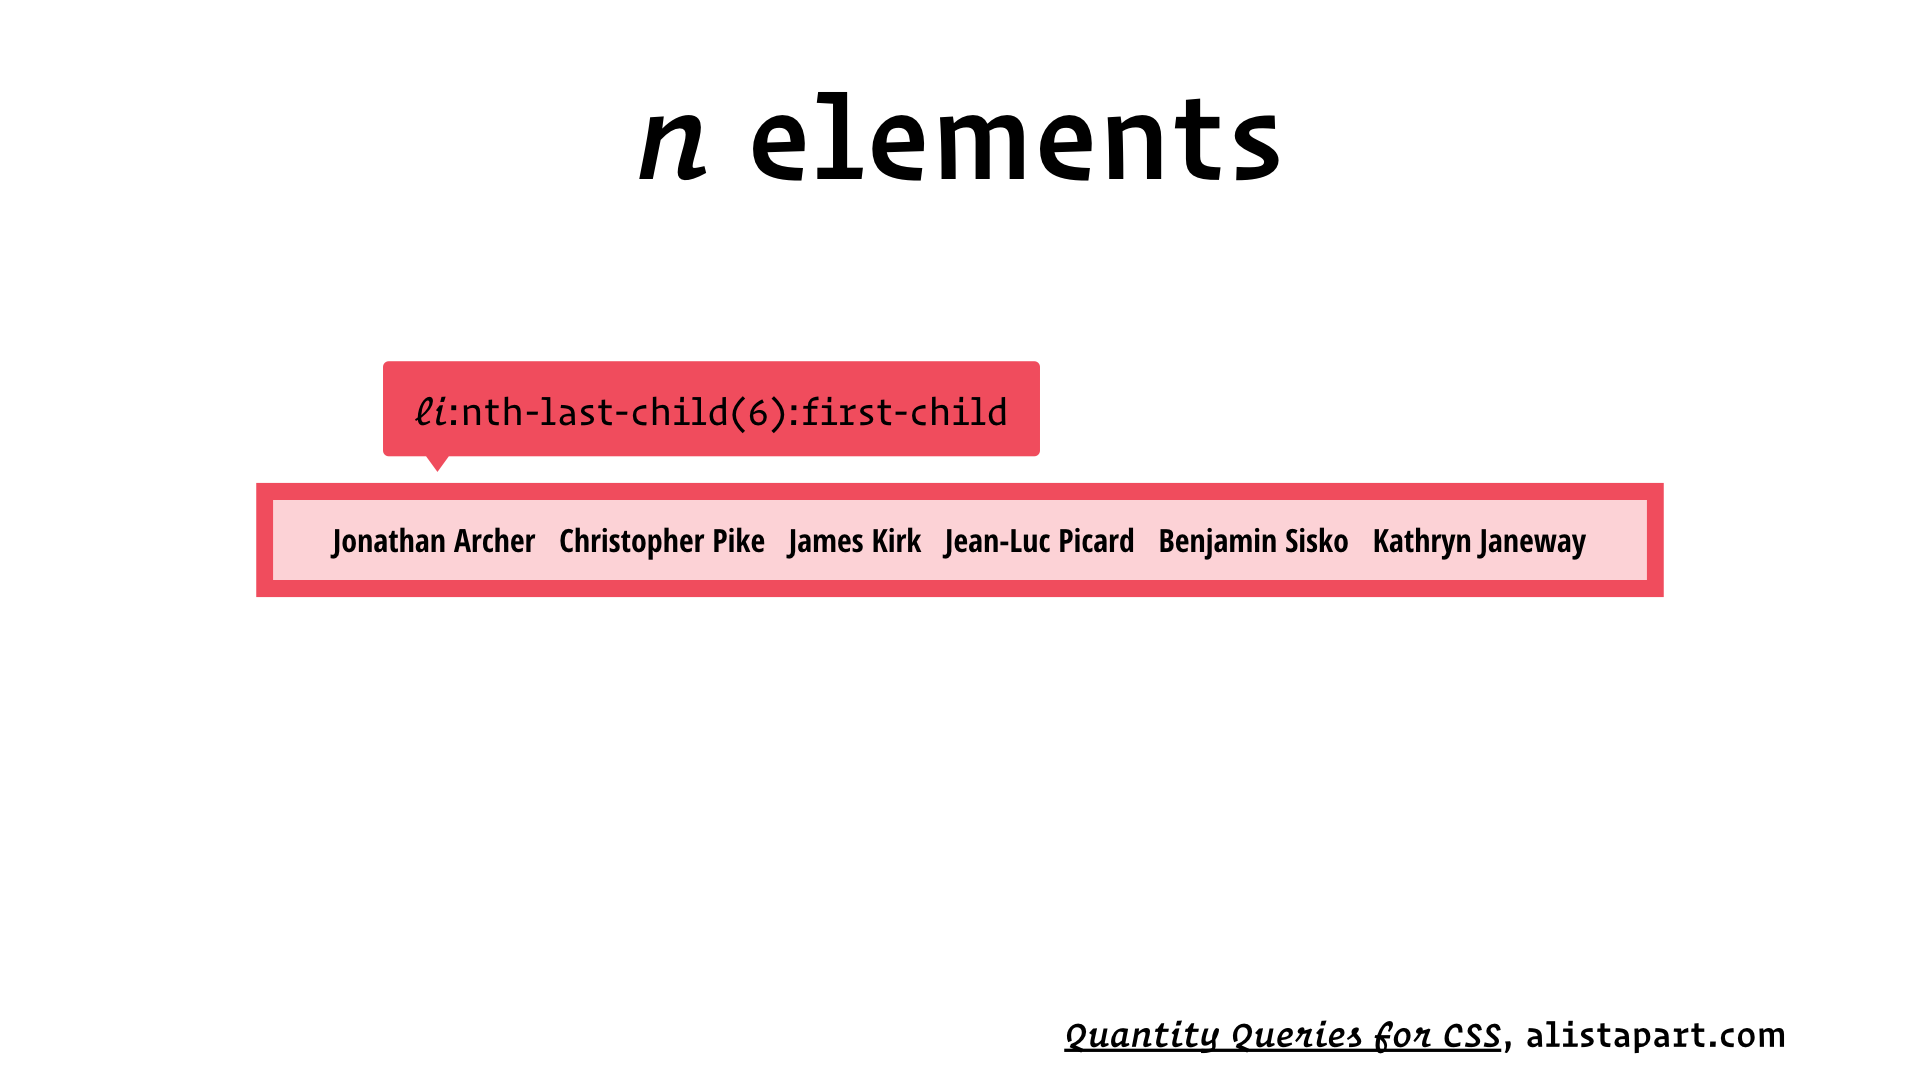 n elements
li:nth-last-child(6):first-child
Jonathan Archer Christopher Pike James Kirk Jean-Luc Picard Benjamin Sisko Kathryn Janeway
Quantity Queries for CSS, alistapart.com